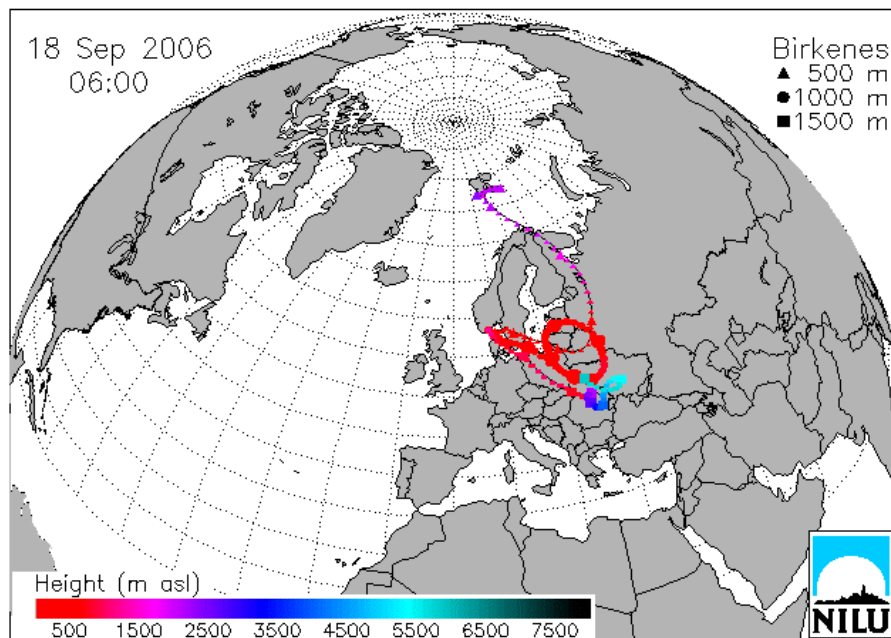 18 Sep 2006
06:00
Birkenes
▲ 500 m
● 1000 m
■ 1500 m
Height (m asl)
500 1500 2500 3500 4500 5500 6500 7500
NILU